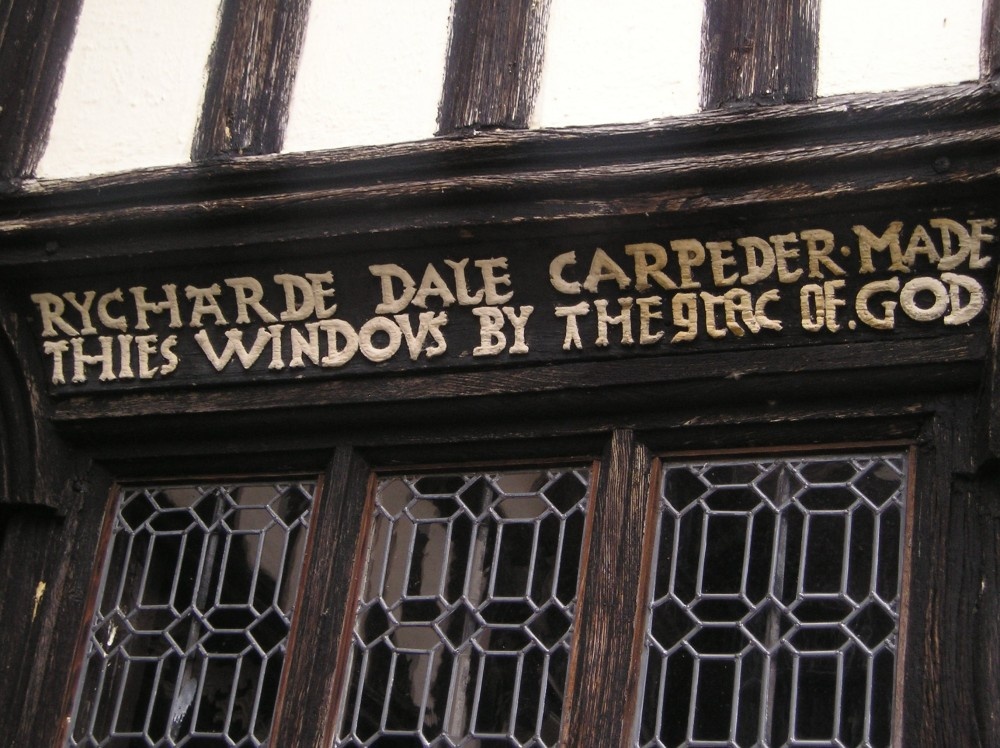 RYCHARDE DALE CARPEDER·MADE
THIES WINDOVS BY THE grac OF.GOD